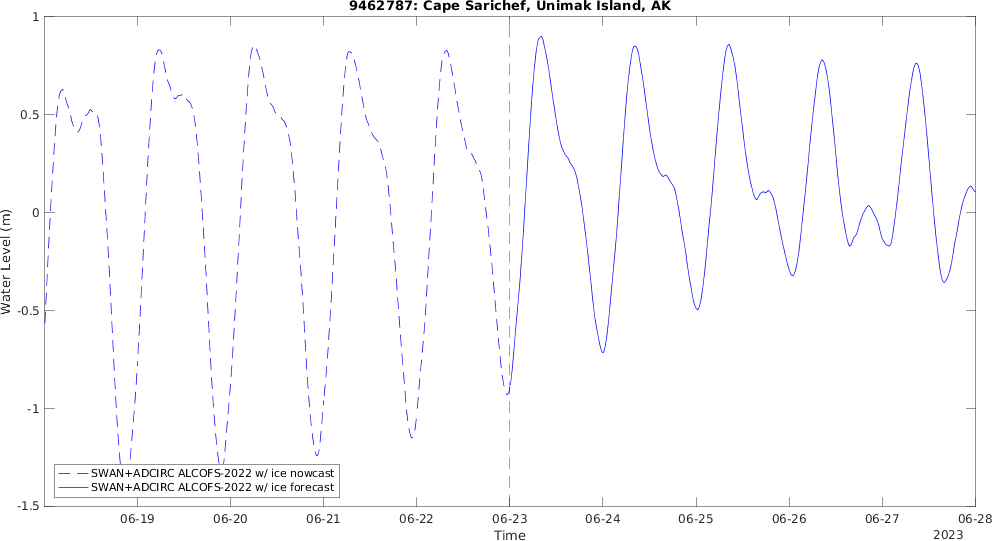 9462787: Cape Sarichef, Unimak Island, AK
1
0.5
0
-0.5
-1
-1.5
Water Level (m)
SWAN+ADCIRC ALCOFS-2022 w/ ice nowcast
SWAN+ADCIRC ALCOFS-2022 w/ ice forecast
06-19 06-20 06-21 06-22 06-23 06-24 06-25 06-26 06-27 06-28
Time
2023